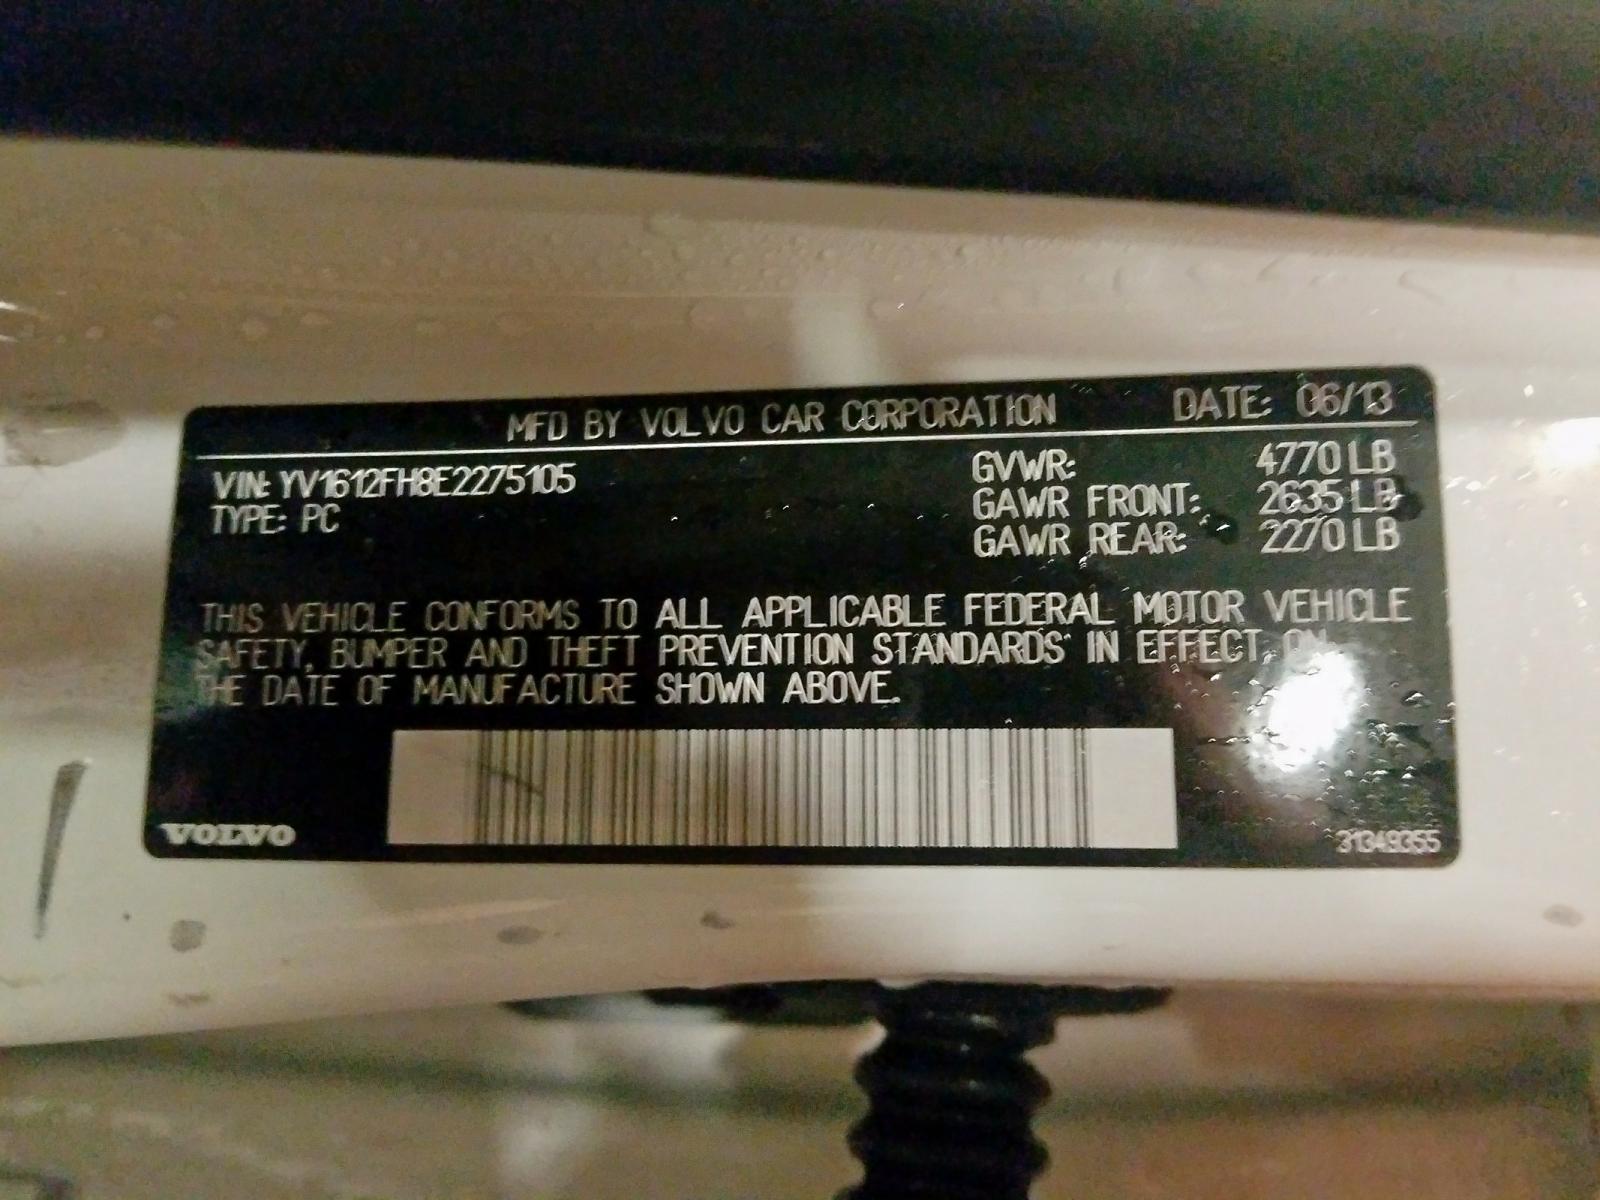 MFD BY VOLVO CAR CORPORATION DATE: 06/13
VIN: YV1612FH8E2275105 GVWR: 4770 LB
TYPE: PC GAWR FRONT: 2635 LB
GAWR REAR: 2270 LB
THIS VEHICLE CONFORMS TO ALL APPLICABLE FEDERAL MOTOR VEHICLE
SAFETY, BUMPER AND THEFT PREVENTION STANDARDS IN EFFECT ON
THE DATE OF MANUFACTURE SHOWN ABOVE.
VOLVO 31349355